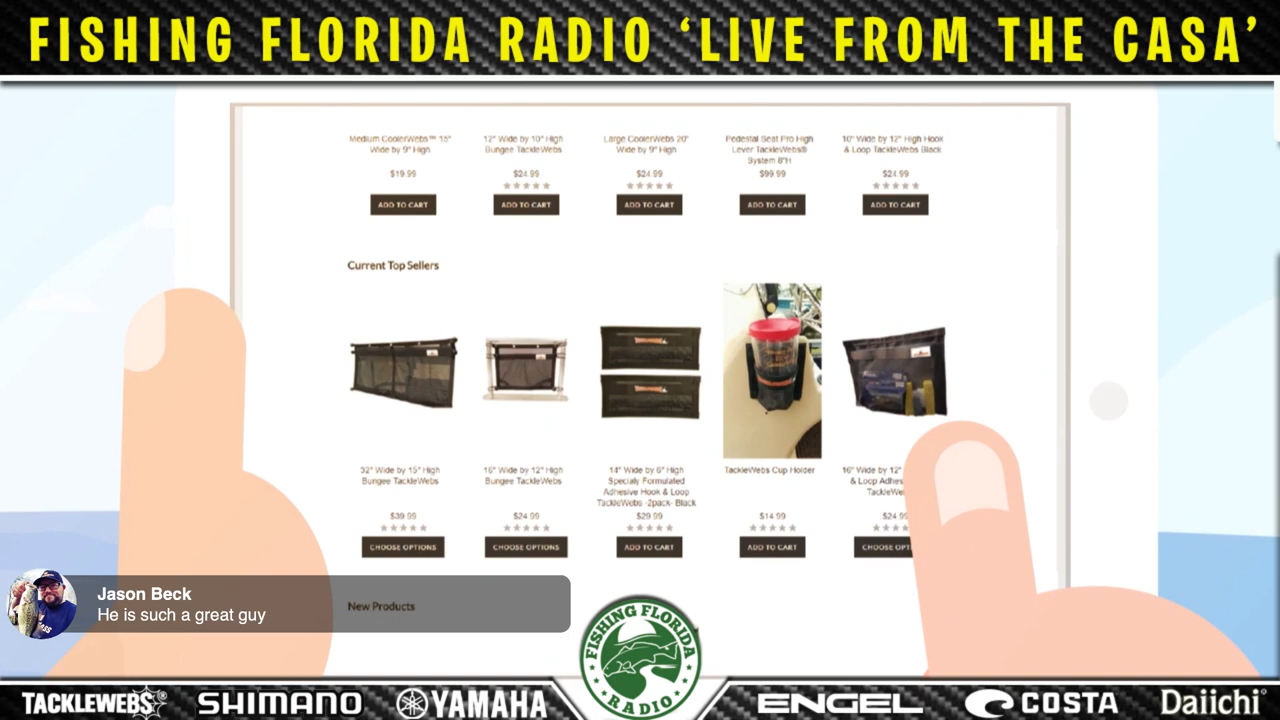 FISHING FLORIDA RADIO ‘LIVE FROM THE CASA’
Medium CoolerWebs™ 15"
Wide by 9" High
$19.99
ADD TO CART
12" Wide by 10" High
Bungee TackleWebs
$24.99
ADD TO CART
Large CoolerWebs 20"
Wide by 9" High
$24.99
ADD TO CART
Pedestal Seat Pro High
Lever TackleWebs®
System 8"H
$99.99
ADD TO CART
10" Wide by 12" High Hook
& Loop TackleWebs Black
$24.99
ADD TO CART
Current Top Sellers
32" Wide by 15" High
Bungee TackleWebs
$39.99
CHOOSE OPTIONS
16" Wide by 12" High
Bungee TackleWebs
$24.99
CHOOSE OPTIONS
14" Wide by 6" High
Specialy Formulated
Adhesive Hook & Loop
TackleWebs -2pack- Black
$29.99
ADD TO CART
TackleWebs Cup Holder
$14.99
ADD TO CART
16" Wide by 12"
& Loop Adhes
TackleWe
$24.99
CHOOSE OPT
Jason Beck
He is such a great guy
New Products
FISHING FLORIDA
RADIO
TACKLEWEBS®
SHIMANO
YAMAHA
ENGEL
COSTA
Daiichi®